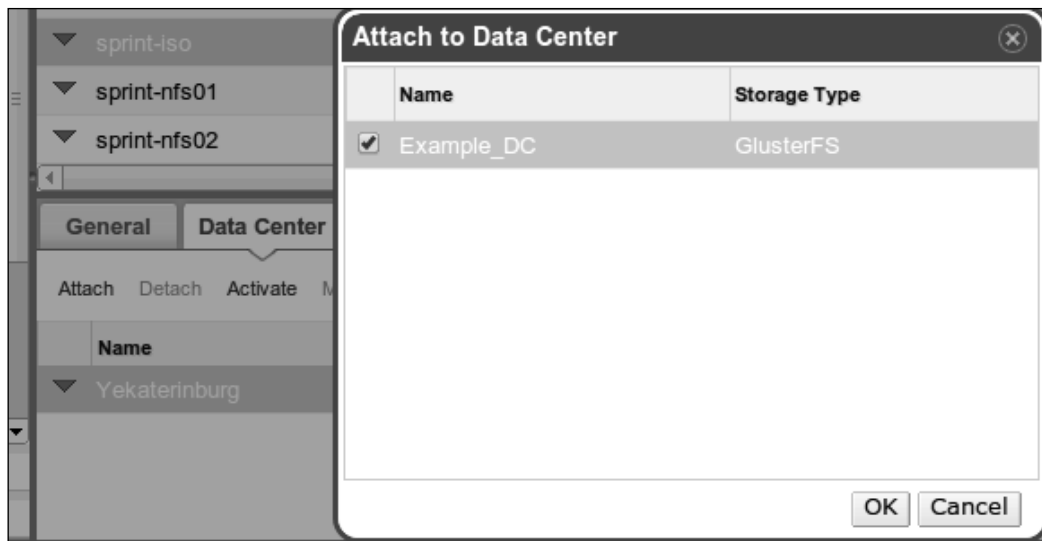 sprint-iso
sprint-nfs01
sprint-nfs02
General Data Center
Attach Detach Activate M
Name
Yekaterinburg
Attach to Data Center
Name Storage Type
Example_DC GlusterFS
OK Cancel